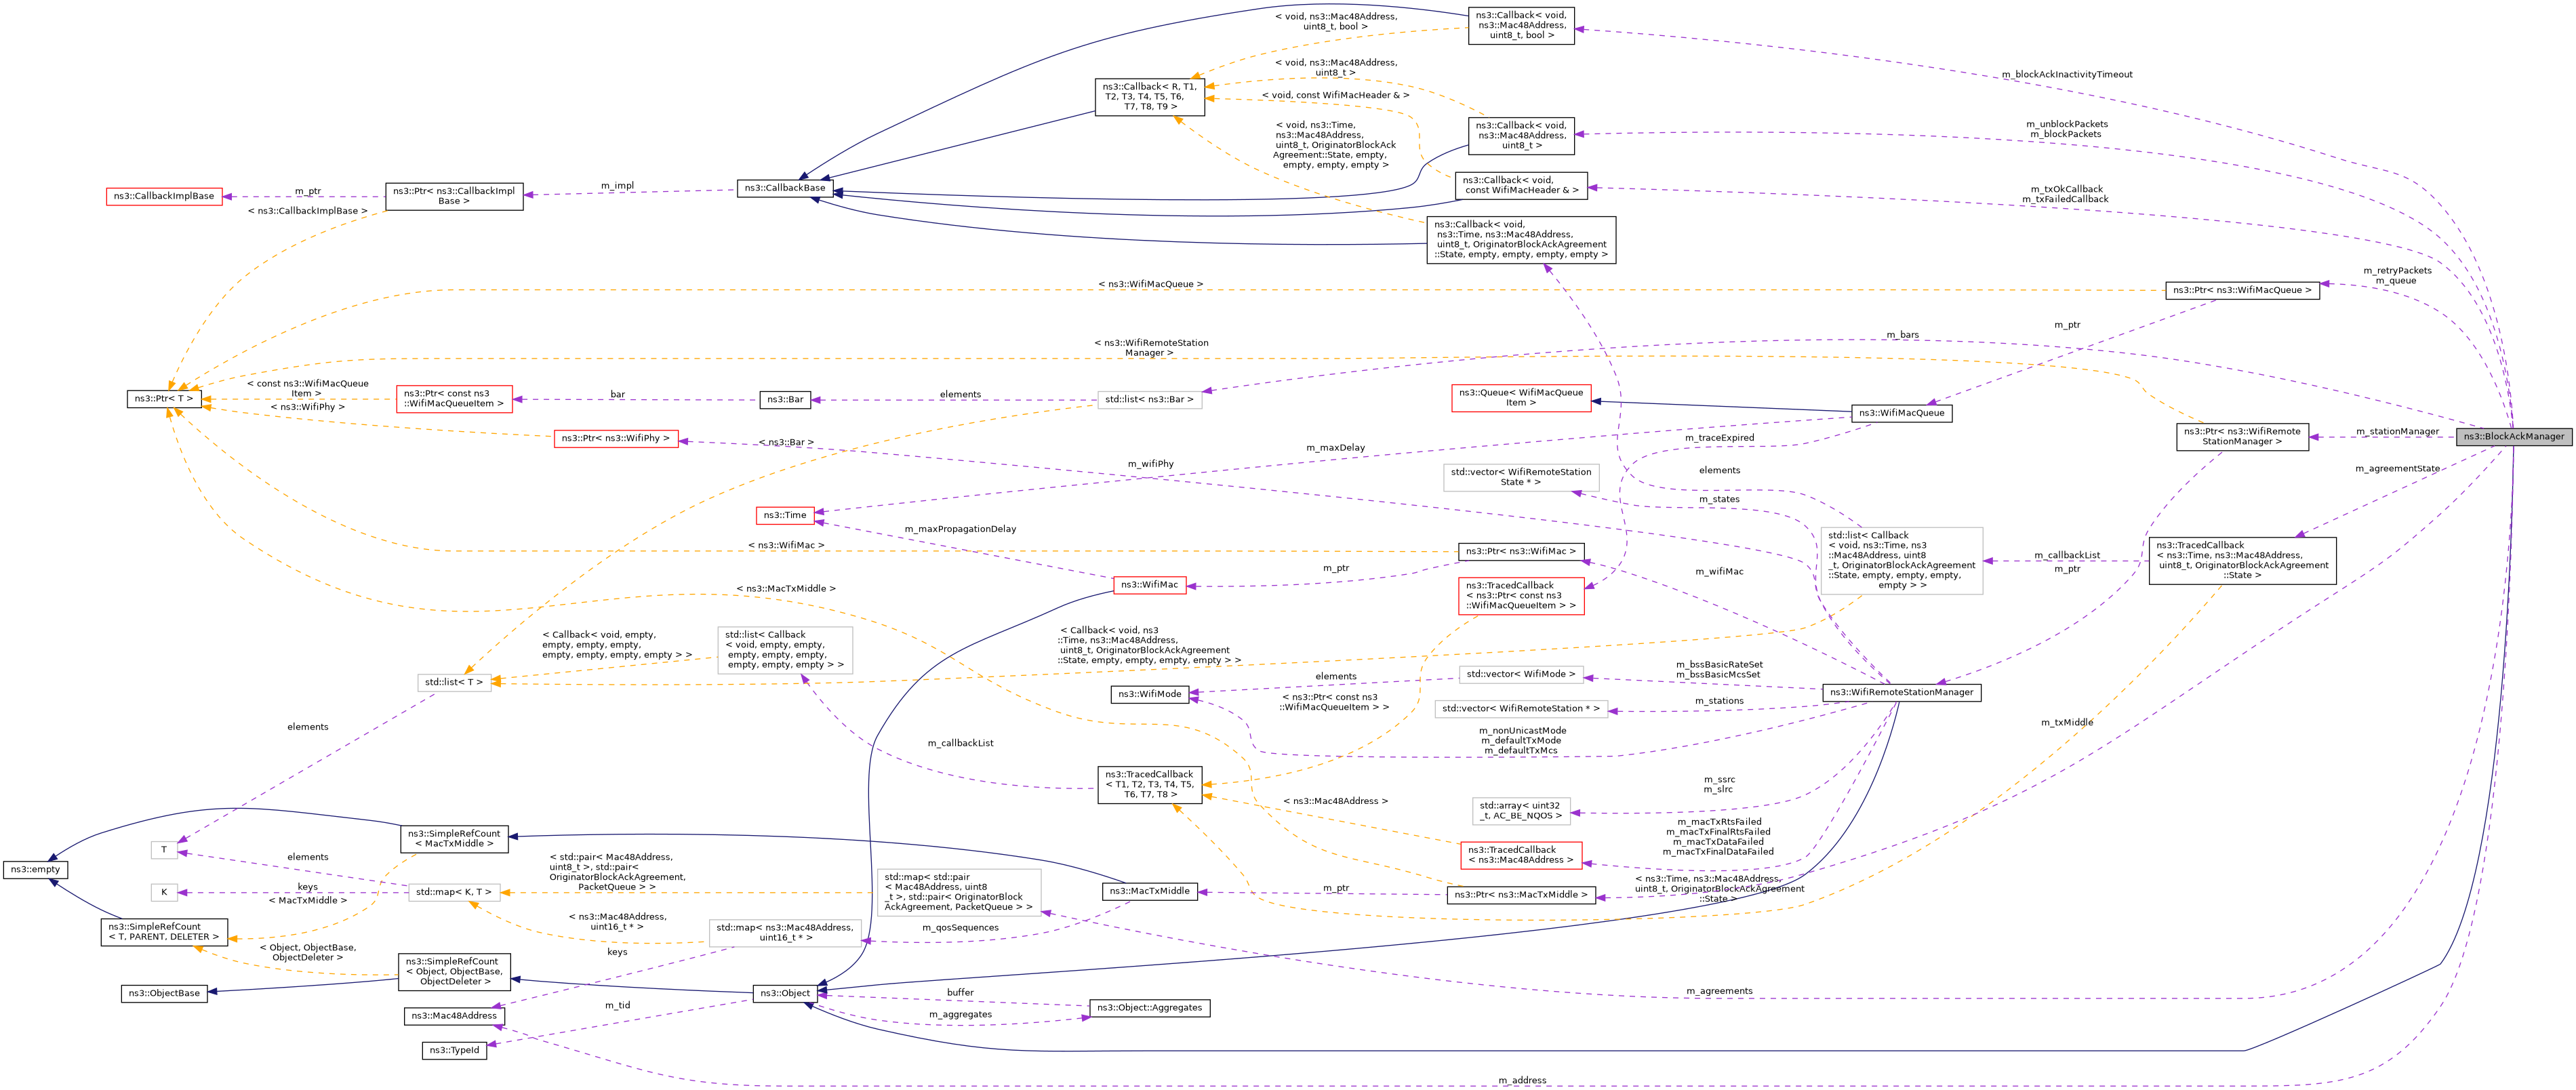 ns3::Callback< void,
ns3::Mac48Address,
uint8_t, bool >
< void, ns3::Mac48Address,
uint8_t, bool >
m_blockAckInactivityTimeout
< void, ns3::Mac48Address,
uint8_t >
ns3::Callback< R, T1,
T2, T3, T4, T5, T6,
T7, T8, T9 >
< void, const WifiMacHeader & >
ns3::Callback< void,
ns3::Mac48Address,
uint8_t >
m_unblockPackets
m_blockPackets
< void, ns3::Time,
ns3::Mac48Address,
uint8_t, OriginatorBlockAck
Agreement::State, empty,
empty, empty, empty >
ns3::Callback< void,
const WifiMacHeader & >
m_txOkCallback
m_txFailedCallback
ns3::CallbackImplBase
m_ptr
ns3::Ptr< ns3::CallbackImpl
Base >
m_impl
ns3::CallbackBase
< ns3::CallbackImplBase >
ns3::Callback< void,
ns3::Time, ns3::Mac48Address,
uint8_t, OriginatorBlockAckAgreement
::State, empty, empty, empty, empty >
< ns3::WifiMacQueue >
ns3::Ptr< ns3::WifiMacQueue >
m_retryPackets
m_queue
m_ptr
m_bars
< ns3::WifiRemoteStation
Manager >
ns3::Ptr< T >
< const ns3::WifiMacQueue
Item >
< ns3::WifiPhy >
ns3::Ptr< const ns3
::WifiMacQueueItem >
bar
ns3::Bar
elements
std::list< ns3::Bar >
ns3::Queue< WifiMacQueue
Item >
ns3::WifiMacQueue
ns3::Ptr< ns3::WifiPhy >
< ns3::Bar >
m_maxDelay
m_traceExpired
ns3::Ptr< ns3::WifiRemote
StationManager >
m_stationManager
ns3::BlockAckManager
m_wifiPhy
std::vector< WifiRemoteStation
State * >
elements
m_agreementState
m_states
ns3::Time
m_maxPropagationDelay
< ns3::WifiMac >
ns3::Ptr< ns3::WifiMac >
std::list< Callback
< void, ns3::Time, ns3
::Mac48Address, uint8
_t, OriginatorBlockAckAgreement
::State, empty, empty, empty,
empty > >
m_callbackList
m_ptr
ns3::TracedCallback
< ns3::Time, ns3::Mac48Address,
uint8_t, OriginatorBlockAckAgreement
::State >
m_ptr
m_wifiMac
ns3::WifiMac
ns3::TracedCallback
< ns3::Ptr< const ns3
::WifiMacQueueItem > >
< ns3::MacTxMiddle >
< Callback< void, empty,
empty, empty, empty,
empty, empty, empty, empty > >
std::list< Callback
< void, empty, empty,
empty, empty, empty,
empty, empty, empty > >
< Callback< void, ns3
::Time, ns3::Mac48Address,
uint8_t, OriginatorBlockAckAgreement
::State, empty, empty, empty, empty > >
std::list< T >
ns3::WifiMode
elements
std::vector< WifiMode >
m_bssBasicRateSet
m_bssBasicMcsSet
ns3::WifiRemoteStationManager
< ns3::Ptr< const ns3
::WifiMacQueueItem > >
std::vector< WifiRemoteStation * >
m_stations
elements
m_callbackList
m_nonUnicastMode
m_defaultTxMode
m_defaultTxMcs
m_txMiddle
ns3::TracedCallback
< T1, T2, T3, T4, T5,
T6, T7, T8 >
m_ssrc
m_slrc
std::array< uint32
_t, AC_BE_NQOS >
< ns3::Mac48Address >
m_macTxRtsFailed
m_macTxFinalRtsFailed
m_macTxDataFailed
m_macTxFinalDataFailed
ns3::TracedCallback
< ns3::Mac48Address >
ns3::SimpleRefCount
< MacTxMiddle >
T
elements
ns3::empty
K
keys
< MacTxMiddle >
std::map< K, T >
< std::pair< Mac48Address,
uint8_t >, std::pair<
OriginatorBlockAckAgreement,
PacketQueue > >
std::map< std::pair
< Mac48Address, uint8
_t >, std::pair< OriginatorBlock
AckAgreement, PacketQueue > >
ns3::MacTxMiddle
m_ptr
ns3::Ptr< ns3::MacTxMiddle >
< ns3::Time, ns3::Mac48Address,
uint8_t, OriginatorBlockAckAgreement
::State >
ns3::SimpleRefCount
< T, PARENT, DELETER >
< ns3::Mac48Address,
uint16_t * >
std::map< ns3::Mac48Address,
uint16_t * >
m_qosSequences
< Object, ObjectBase,
ObjectDeleter >
keys
ns3::SimpleRefCount
< Object, ObjectBase,
ObjectDeleter >
ns3::ObjectBase
ns3::Object
buffer
m_aggregates
ns3::Object::Aggregates
m_agreements
m_tid
ns3::Mac48Address
ns3::TypeId
m_address